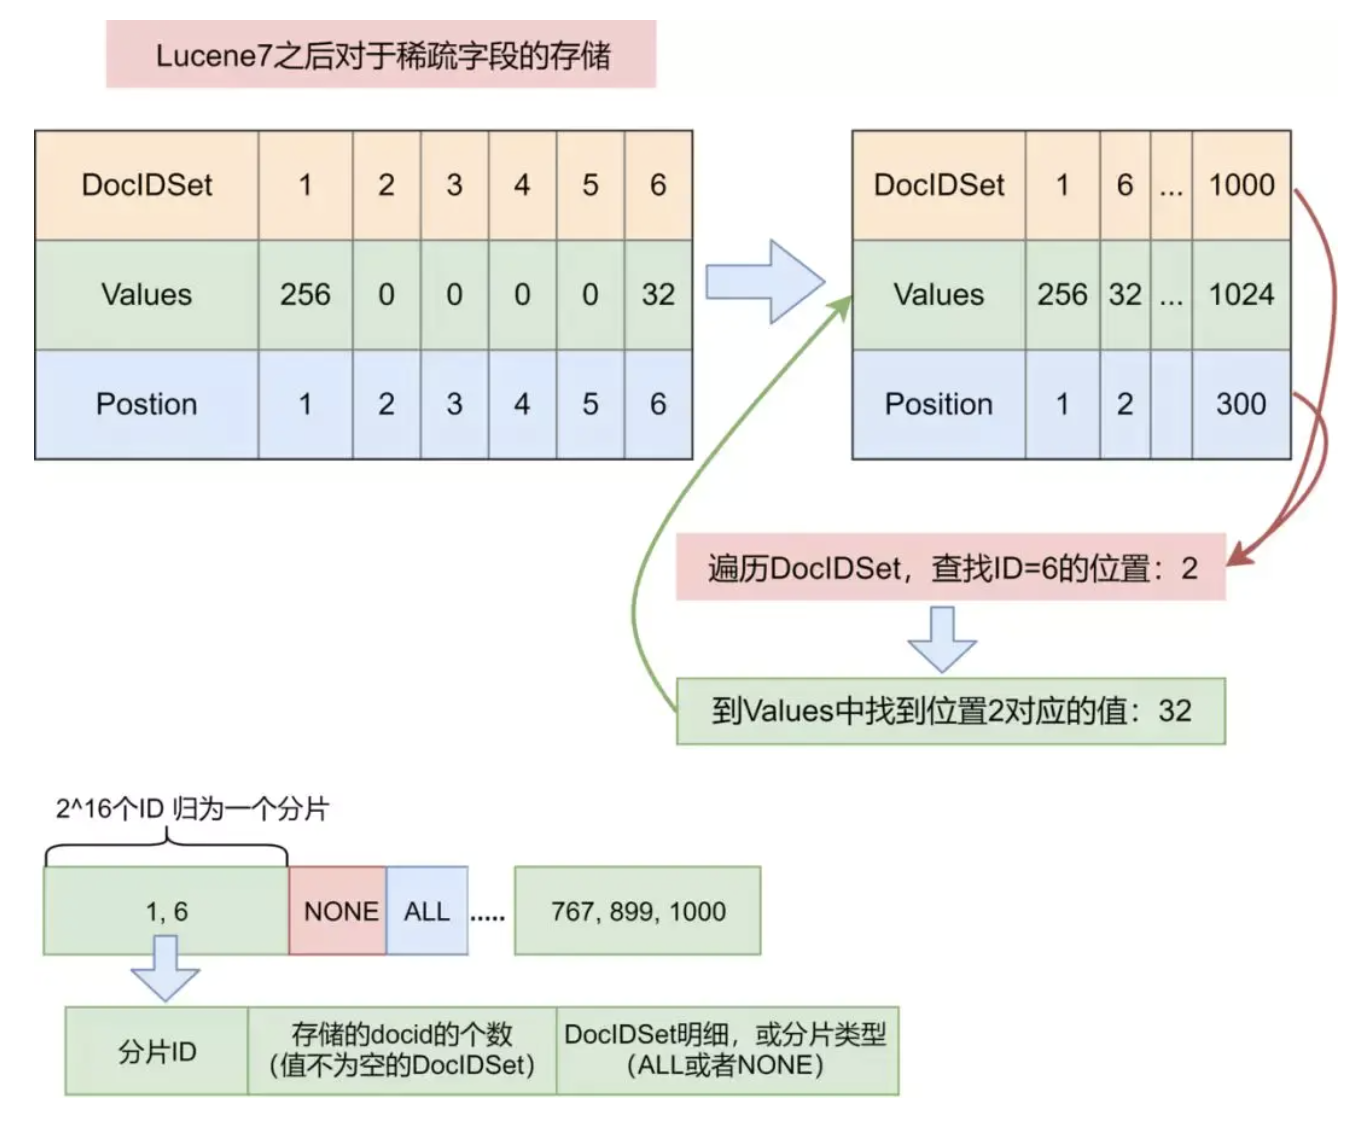 Lucene7之后对于稀疏字段的存储
DocIDSet 1 2 3 4 5 6
Values 256 0 0 0 0 32
Postion 1 2 3 4 5 6
DocIDSet 1 6 ... 1000
Values 256 32 ... 1024
Position 1 2 300
遍历DocIDSet，查找ID=6的位置：2
到Values中找到位置2对应的值：32
2^16个ID 归为一个分片
1, 6 NONE ALL ..... 767, 899, 1000
分片ID
存储的docid的个数
（值不为空的DocIDSet）
DocIDSet明细，或分片类型
（ALL或者NONE）